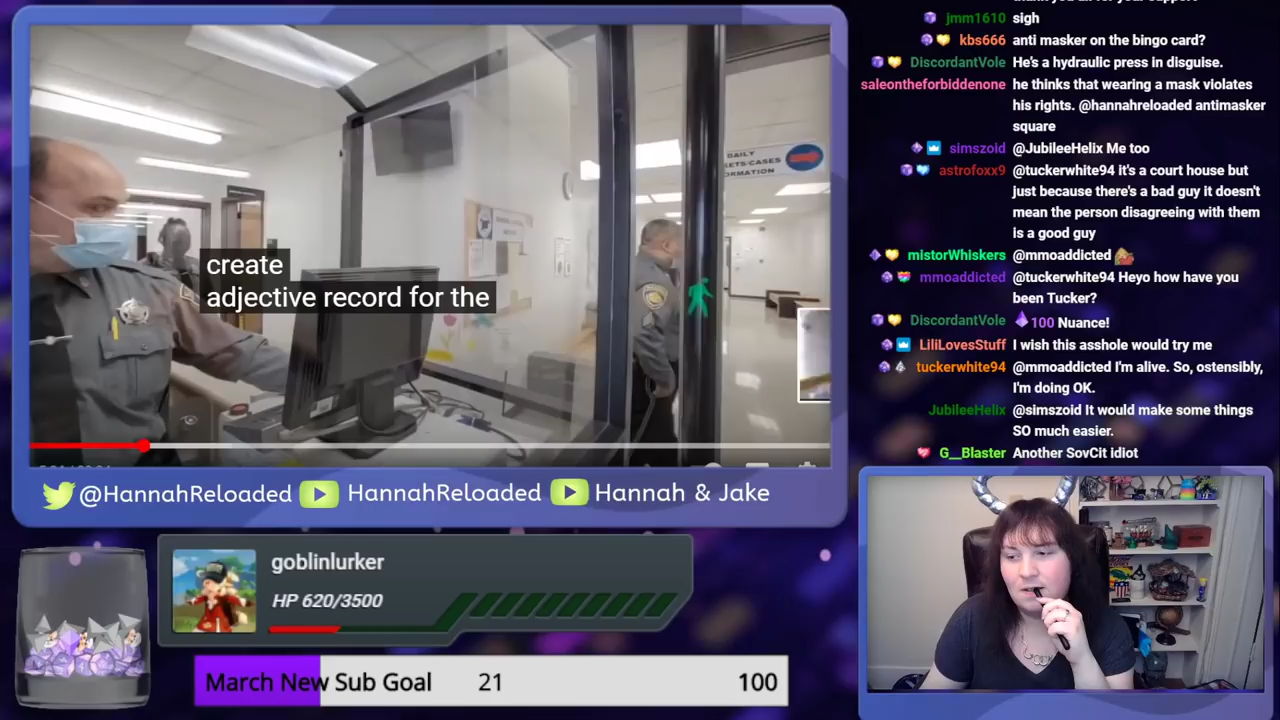 DAILY
ETS/CASES
ORMATION
create
adjective record for the
@HannahReloaded
HannahReloaded
Hannah & Jake
goblinlurker
HP 620/3500
March New Sub Goal
21
100
jmm1610 sigh
kbs666 anti masker on the bingo card?
DiscordantVole He's a hydraulic press in disguise.
saleontheforbiddenone he thinks that wearing a mask violates
his rights. @hannahreloaded antimasker
square
simszoid @JubileeHelix Me too
astrofoxx9 @tuckerwhite94 it's a court house but
just because there's a bad guy it doesn't
mean the person disagreeing with them
is a good guy
mistorWhiskers @mmoaddicted
mmoaddicted @tuckerwhite94 Heyo how have you
been Tucker?
DiscordantVole 100 Nuance!
LiliLovesStuff I wish this asshole would try me
tuckerwhite94 @mmoaddicted I'm alive. So, ostensibly,
I'm doing OK.
JubileeHelix @simszoid It would make some things
SO much easier.
G__Blaster Another SovCit idiot